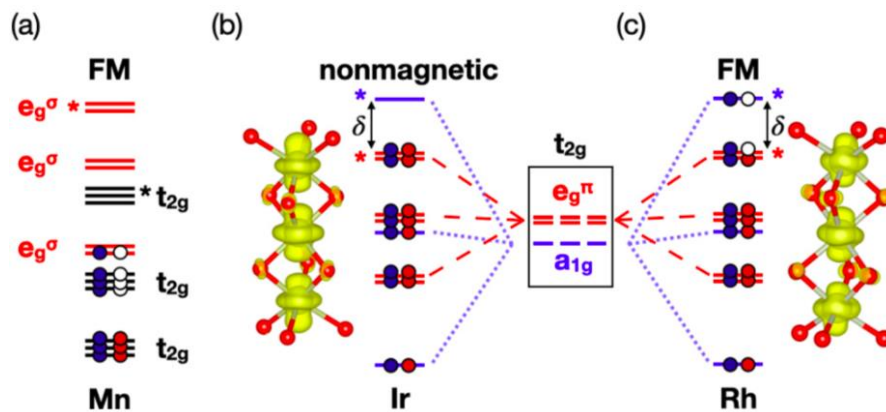 (a)
FM
e_g^σ *
e_g^σ
* t_2g
e_g^σ
t_2g
t_2g
Mn
(b)
nonmagnetic
*
δ
*
Ir
t_2g
e_g^π
a_1g
(c)
FM
*
δ
*
Rh